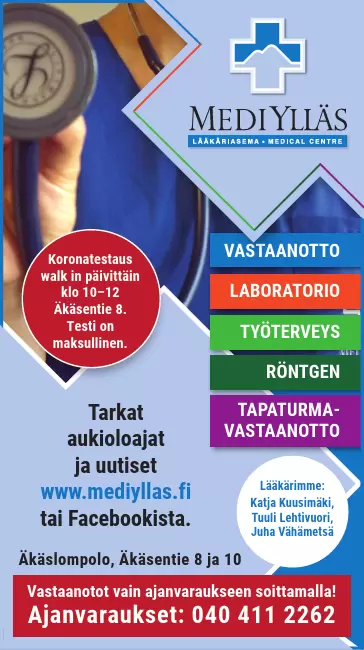 MEDIYLLÄS
LÄÄKÄRIASEMA • MEDICAL CENTRE
Koronatestaus
walk in päivittäin
klo 10–12
Äkäsentie 8.
Testi on
maksullinen.
VASTAANOTTO
LABORATORIO
TYÖTERVEYS
RÖNTGEN
TAPATURMA-
VASTAANOTTO
Tarkat
aukioloajat
ja uutiset
www.mediyllas.fi
tai Facebookista.
Lääkärimme:
Katja Kuusimäki,
Tuuli Lehtivuori,
Juha Vähämetsä
Äkäslompolo, Äkäsentie 8 ja 10
Vastaanotot vain ajanvaraukseen soittamalla!
Ajanvaraukset: 040 411 2262